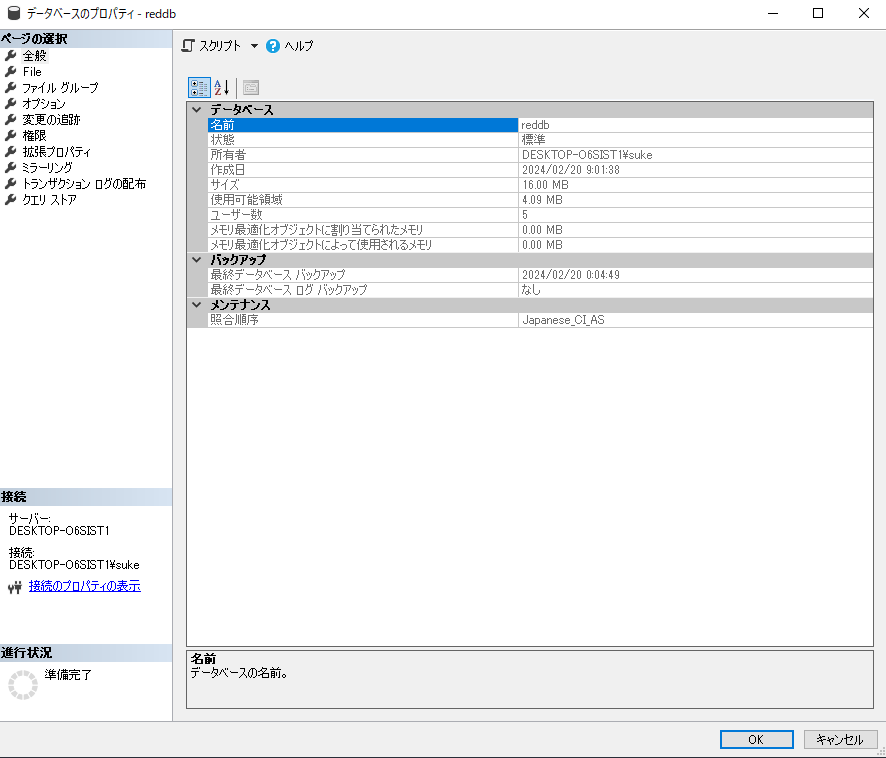 データベースのプロパティ - reddb
ページの選択
全般
File
ファイル グループ
オプション
変更の追跡
権限
拡張プロパティ
ミラーリング
トランザクション ログの配布
クエリ ストア
接続
サーバー:
DESKTOP-O6SIST1
接続:
DESKTOP-O6SIST1¥suke
接続のプロパティの表示
進行状況
準備完了
スクリプト ヘルプ
データベース
名前 reddb
状態 標準
所有者 DESKTOP-O6SIST1¥suke
作成日 2024/02/20 9:01:38
サイズ 16.00 MB
使用可能領域 4.09 MB
ユーザー数 5
メモリ最適化オブジェクトに割り当てられたメモリ 0.00 MB
メモリ最適化オブジェクトによって使用されるメモリ 0.00 MB
バックアップ
最終データベース バックアップ 2024/02/20 0:04:49
最終データベース ログ バックアップ なし
メンテナンス
照合順序 Japanese_CI_AS
名前
データベースの名前。
OK キャンセル